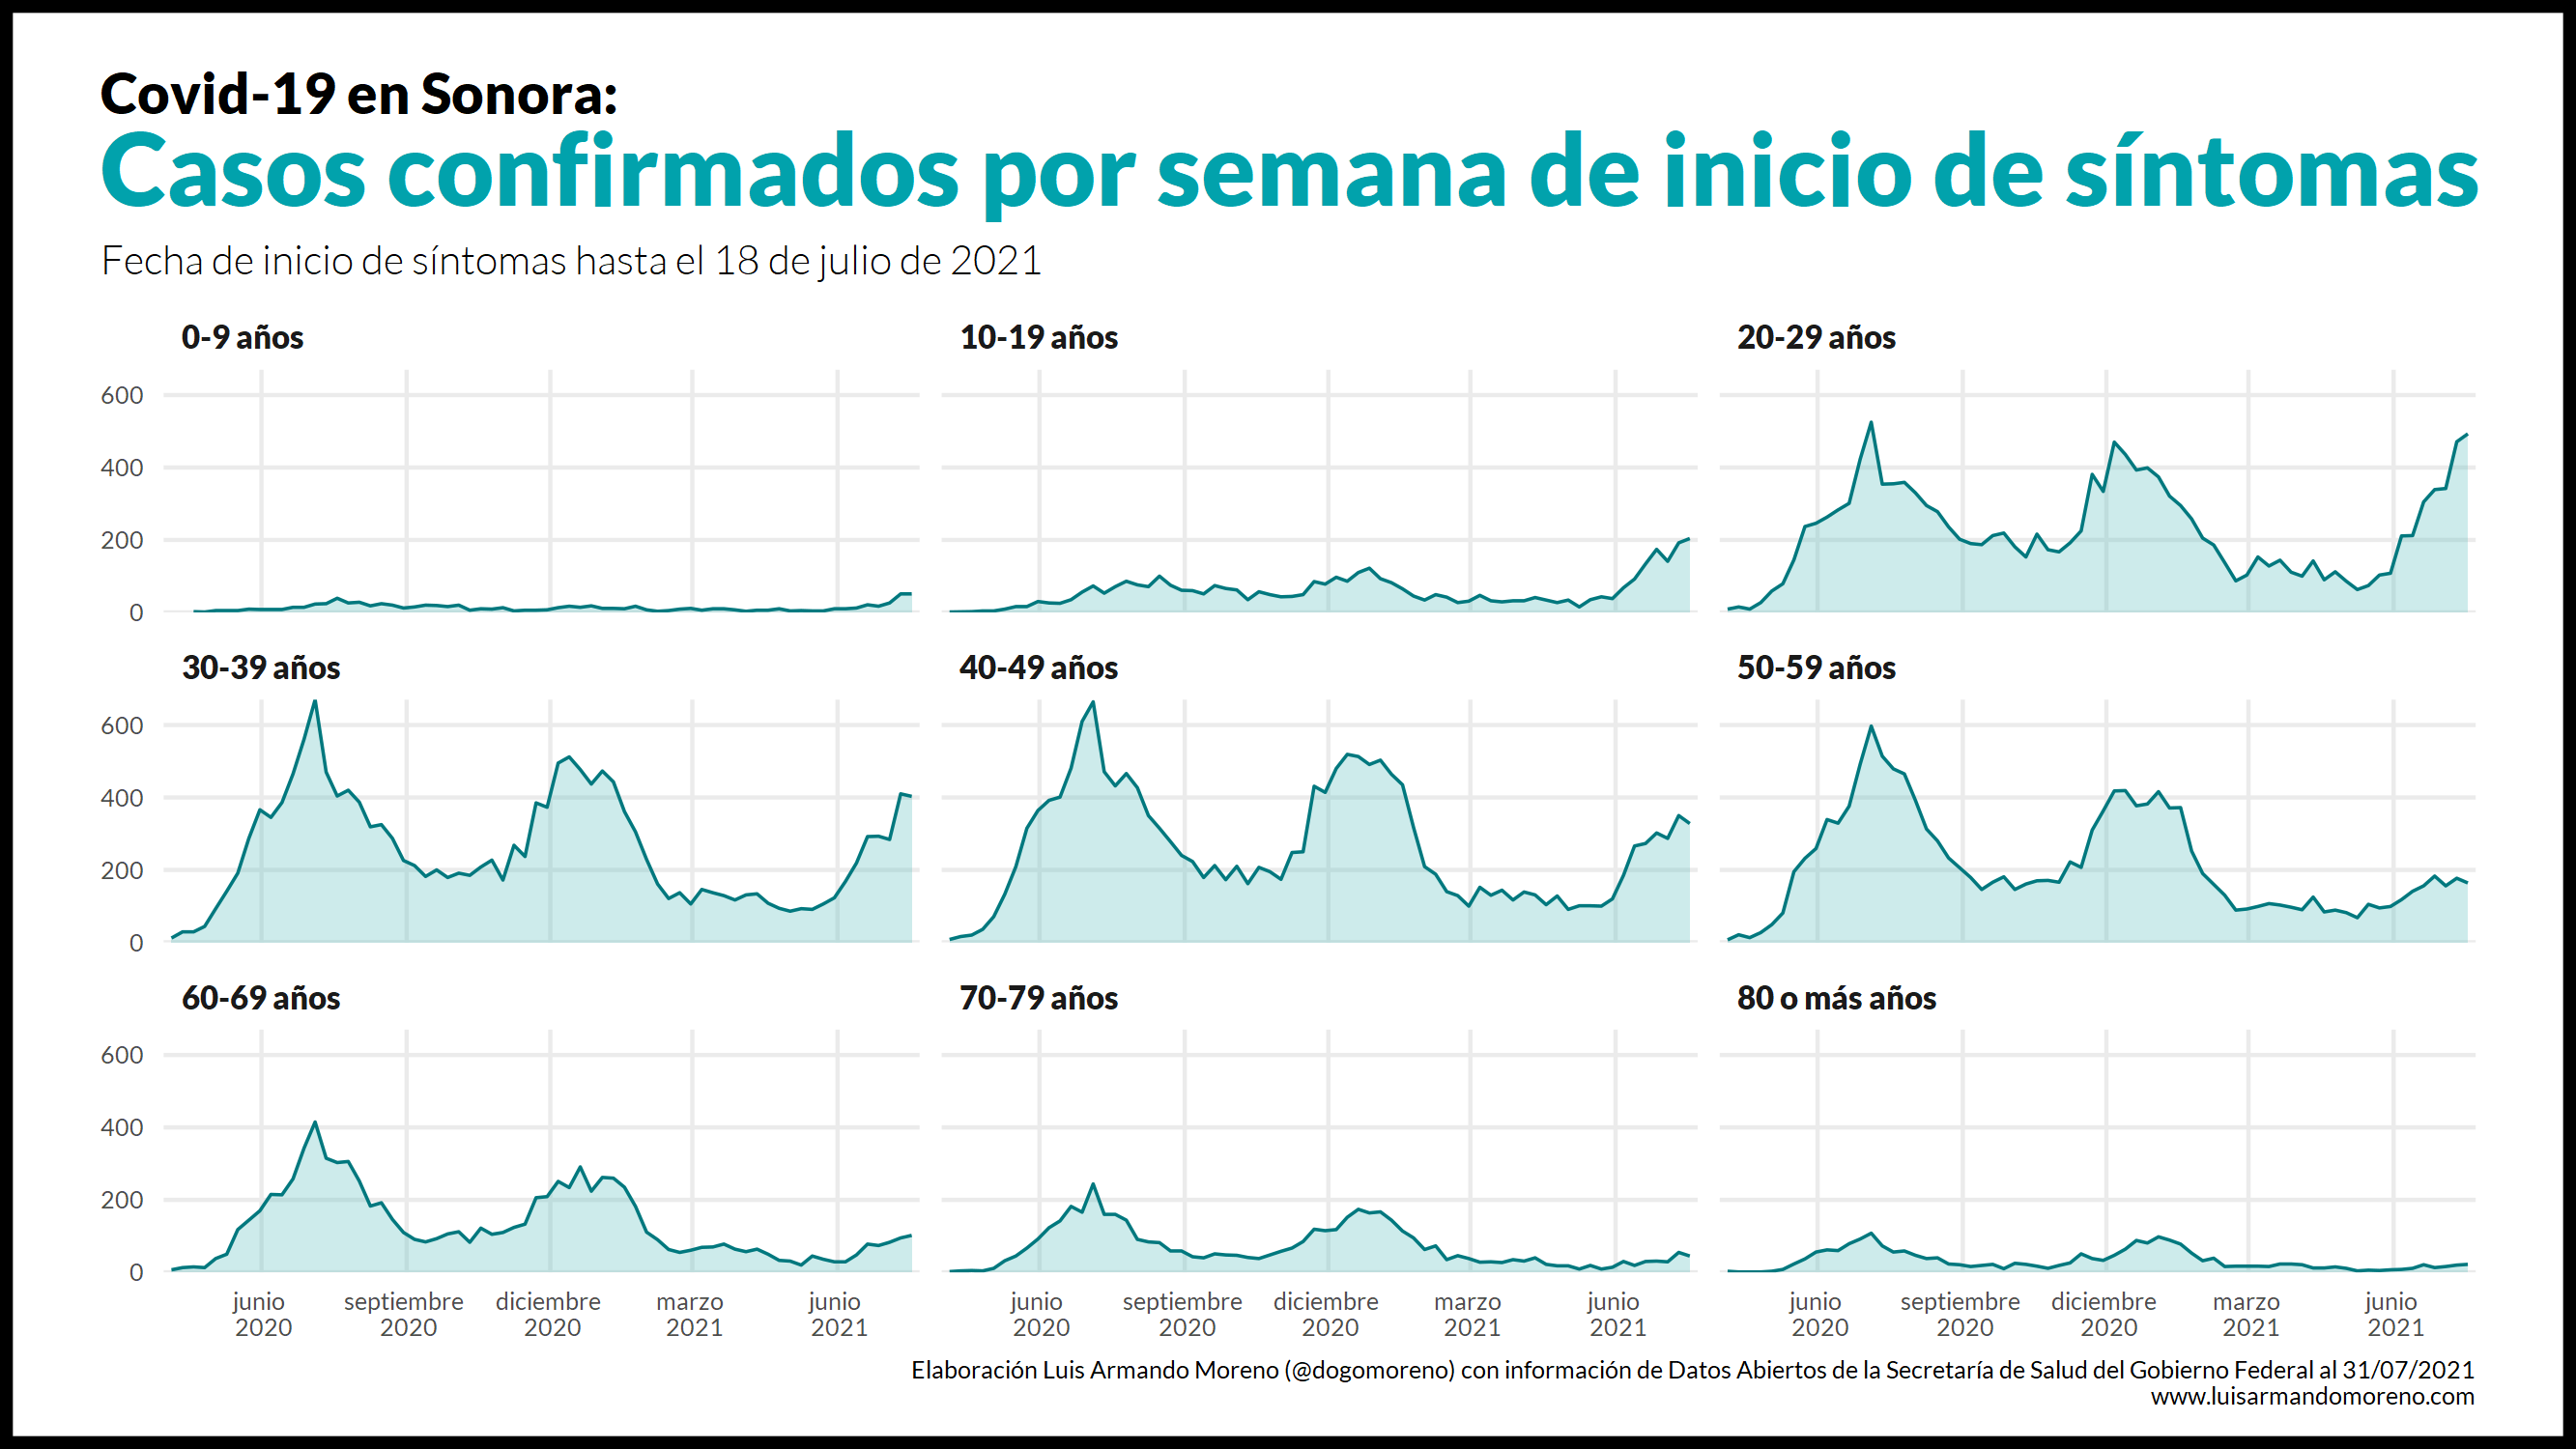 Covid-19 en Sonora:
Casos confirmados por semana de inicio de síntomas
Fecha de inicio de síntomas hasta el 18 de julio de 2021
0-9 años
10-19 años
20-29 años
600
400
200
0
30-39 años
40-49 años
50-59 años
600
400
200
0
60-69 años
70-79 años
80 o más años
600
400
200
0
junio septiembre diciembre marzo junio
2020 2020 2020 2021 2021
junio septiembre diciembre marzo junio
2020 2020 2020 2021 2021
junio septiembre diciembre marzo junio
2020 2020 2020 2021 2021
Elaboración Luis Armando Moreno (@dogomoreno) con información de Datos Abiertos de la Secretaría de Salud del Gobierno Federal al 31/07/2021
www.luisarmandomoreno.com